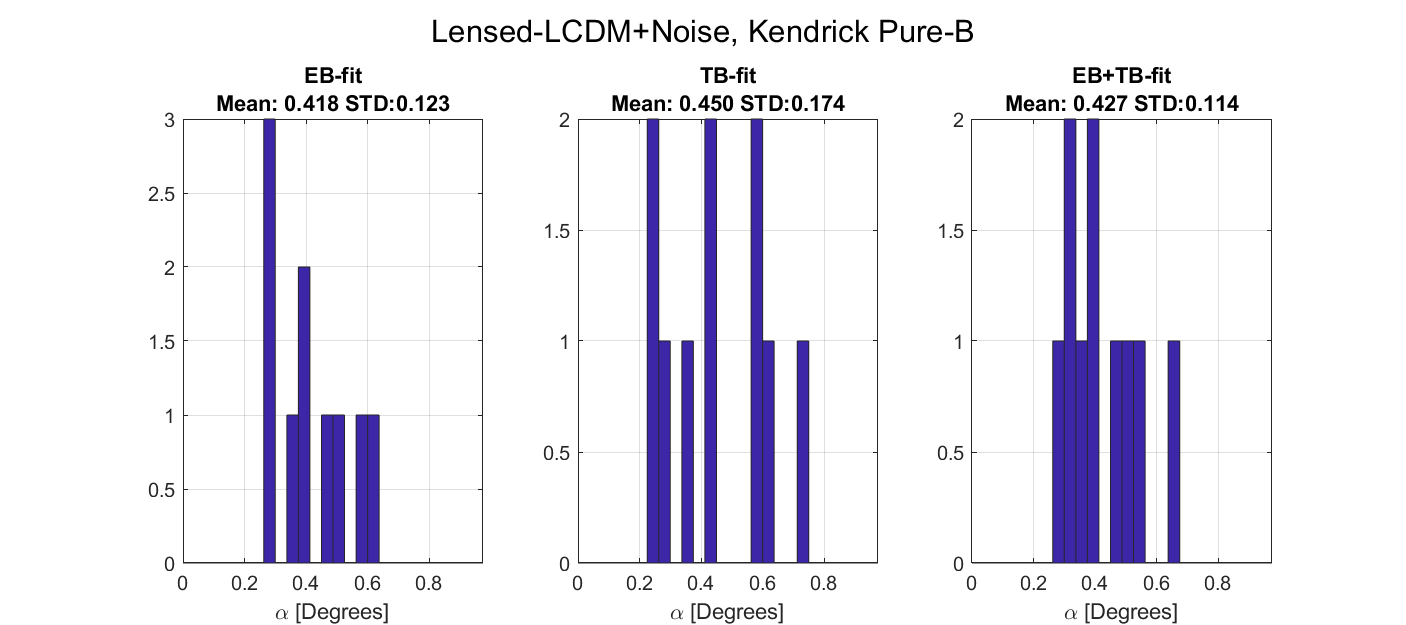 Lensed-LCDM+Noise, Kendrick Pure-B
EB-fit
Mean: 0.418 STD:0.123
3
2.5
2
1.5
1
0.5
0
0 0.2 0.4 0.6 0.8
α [Degrees]
TB-fit
Mean: 0.450 STD:0.174
2
1.5
1
0.5
0
0 0.2 0.4 0.6 0.8
α [Degrees]
EB+TB-fit
Mean: 0.427 STD:0.114
2
1.5
1
0.5
0
0 0.2 0.4 0.6 0.8
α [Degrees]